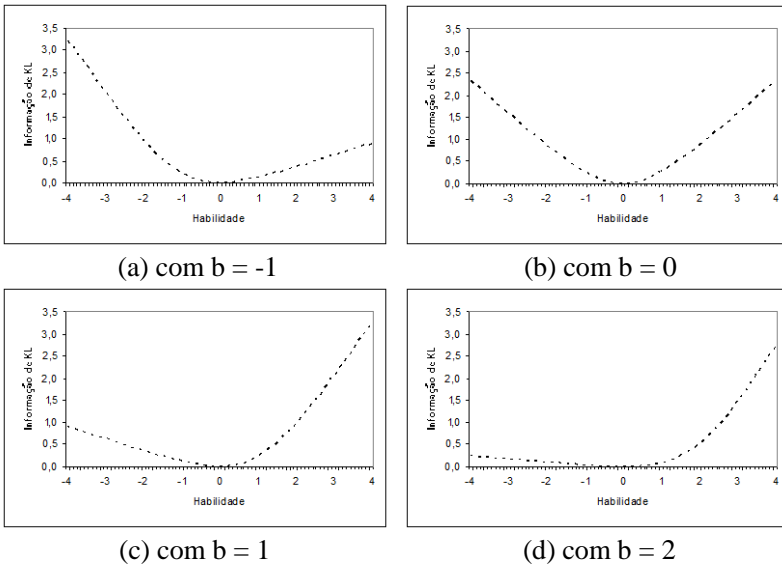 3,5
3,0
2,5
2,0
1,5
1,0
0,5
0,0
-4 -3 -2 -1 0 1 2 3 4
Informação de KL
Habilidade
(a) com b = -1
3,5
3,0
2,5
2,0
1,5
1,0
0,5
0,0
-4 -3 -2 -1 0 1 2 3 4
Informação de KL
Habilidade
(b) com b = 0
3,5
3,0
2,5
2,0
1,5
1,0
0,5
0,0
-4 -3 -2 -1 0 1 2 3 4
Informação de KL
Habilidade
(c) com b = 1
3,5
3,0
2,5
2,0
1,5
1,0
0,5
0,0
-4 -3 -2 -1 0 1 2 3 4
Informação de KL
Habilidade
(d) com b = 2